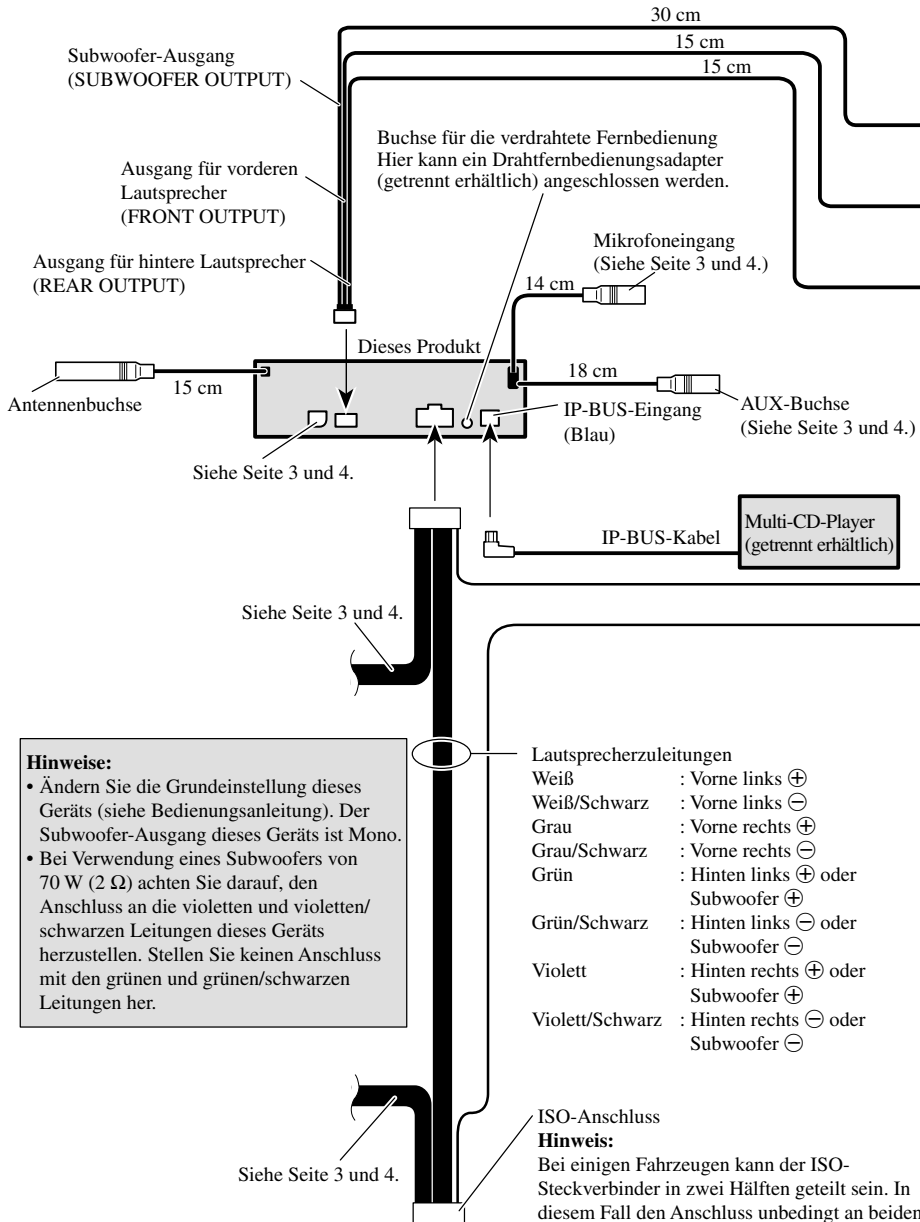 30 cm
15 cm
15 cm
Subwoofer-Ausgang
(SUBWOOFER OUTPUT)
Buchse für die verdrahtete Fernbedienung
Hier kann ein Drahtfernbedienungsadapter
(getrennt erhältlich) angeschlossen werden.
Ausgang für vorderen
Lautsprecher
(FRONT OUTPUT)
Mikrofoneingang
(Siehe Seite 3 und 4.)
Ausgang für hintere Lautsprecher
(REAR OUTPUT)
14 cm
Dieses Produkt
15 cm
18 cm
Antennenbuchse
IP-BUS-Eingang
(Blau)
AUX-Buchse
(Siehe Seite 3 und 4.)
Siehe Seite 3 und 4.
IP-BUS-Kabel
Multi-CD-Player
(getrennt erhältlich)
Siehe Seite 3 und 4.
Hinweise:
• Ändern Sie die Grundeinstellung dieses
Geräts (siehe Bedienungsanleitung). Der
Subwoofer-Ausgang dieses Geräts ist Mono.
• Bei Verwendung eines Subwoofers von
70 W (2 Ω) achten Sie darauf, den
Anschluss an die violetten und violetten/
schwarzen Leitungen dieses Geräts
herzustellen. Stellen Sie keinen Anschluss
mit den grünen und grünen/schwarzen
Leitungen her.
Lautsprecherzuleitungen
Weiß : Vorne links ⊕
Weiß/Schwarz : Vorne links ⊖
Grau : Vorne rechts ⊕
Grau/Schwarz : Vorne rechts ⊖
Grün : Hinten links ⊕ oder
Subwoofer ⊕
Grün/Schwarz : Hinten links ⊖ oder
Subwoofer ⊖
Violett : Hinten rechts ⊕ oder
Subwoofer ⊕
Violett/Schwarz : Hinten rechts ⊖ oder
Subwoofer ⊖
Siehe Seite 3 und 4.
ISO-Anschluss
Hinweis:
Bei einigen Fahrzeugen kann der ISO-
Steckverbinder in zwei Hälften geteilt sein. In
diesem Fall den Anschluss unbedingt an beiden